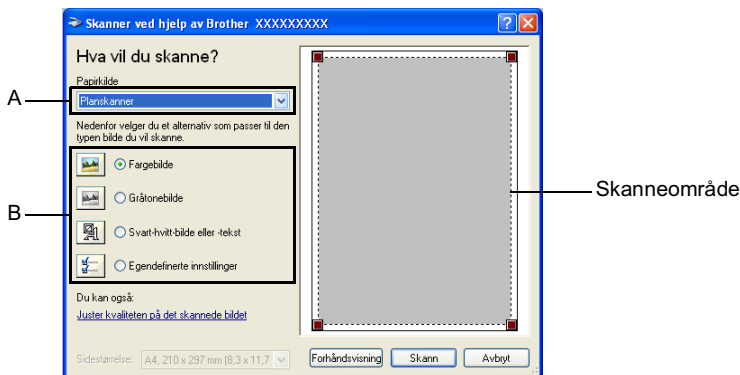 Skanner ved hjelp av Brother XXXXXXXXX
Hva vil du skanne?
Papirkilde
A
Planskanner
Nedenfor velger du et alternativ som passer til den
typen bilde du vil skanne.
Fargebilde
Gråtonebilde
B
Svart-hvitt-bilde eller -tekst
Egendefinerte innstillinger
Du kan også:
Juster kvaliteten på det skannede bildet
Sidestørrelse: A4, 210 x 297 mm (8,3 x 11,7
Forhåndsvisning Skann Avbryt
Skanneområde